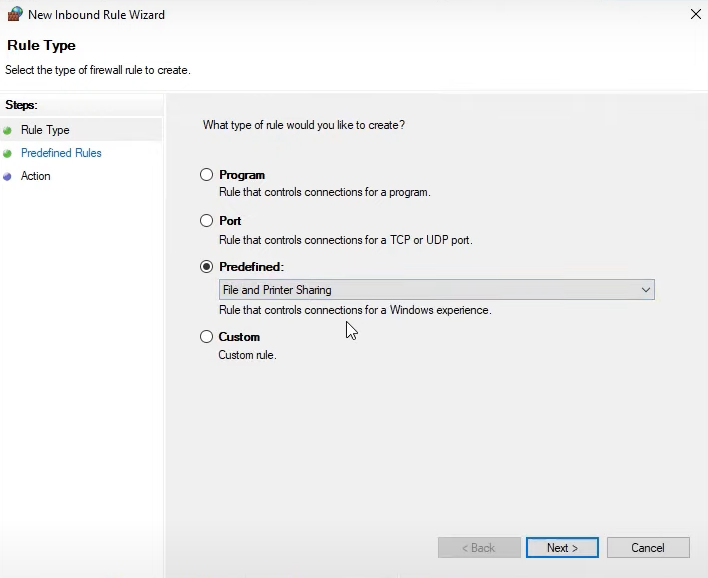 New Inbound Rule Wizard
Rule Type
Select the type of firewall rule to create.
Steps:
Rule Type
Predefined Rules
Action
What type of rule would you like to create?
Program
Rule that controls connections for a program.
Port
Rule that controls connections for a TCP or UDP port.
Predefined:
File and Printer Sharing
Rule that controls connections for a Windows experience.
Custom
Custom rule.
< Back
Next >
Cancel